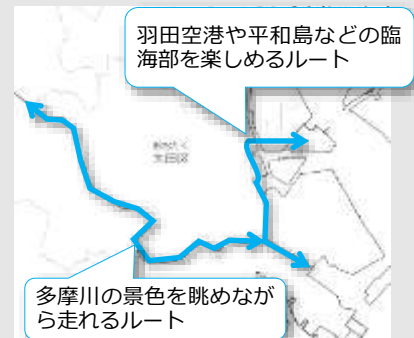 羽田空港や平和島などの臨
海部を楽しめるルート
大田区
多摩川の景色を眺めなが
ら走れるルート